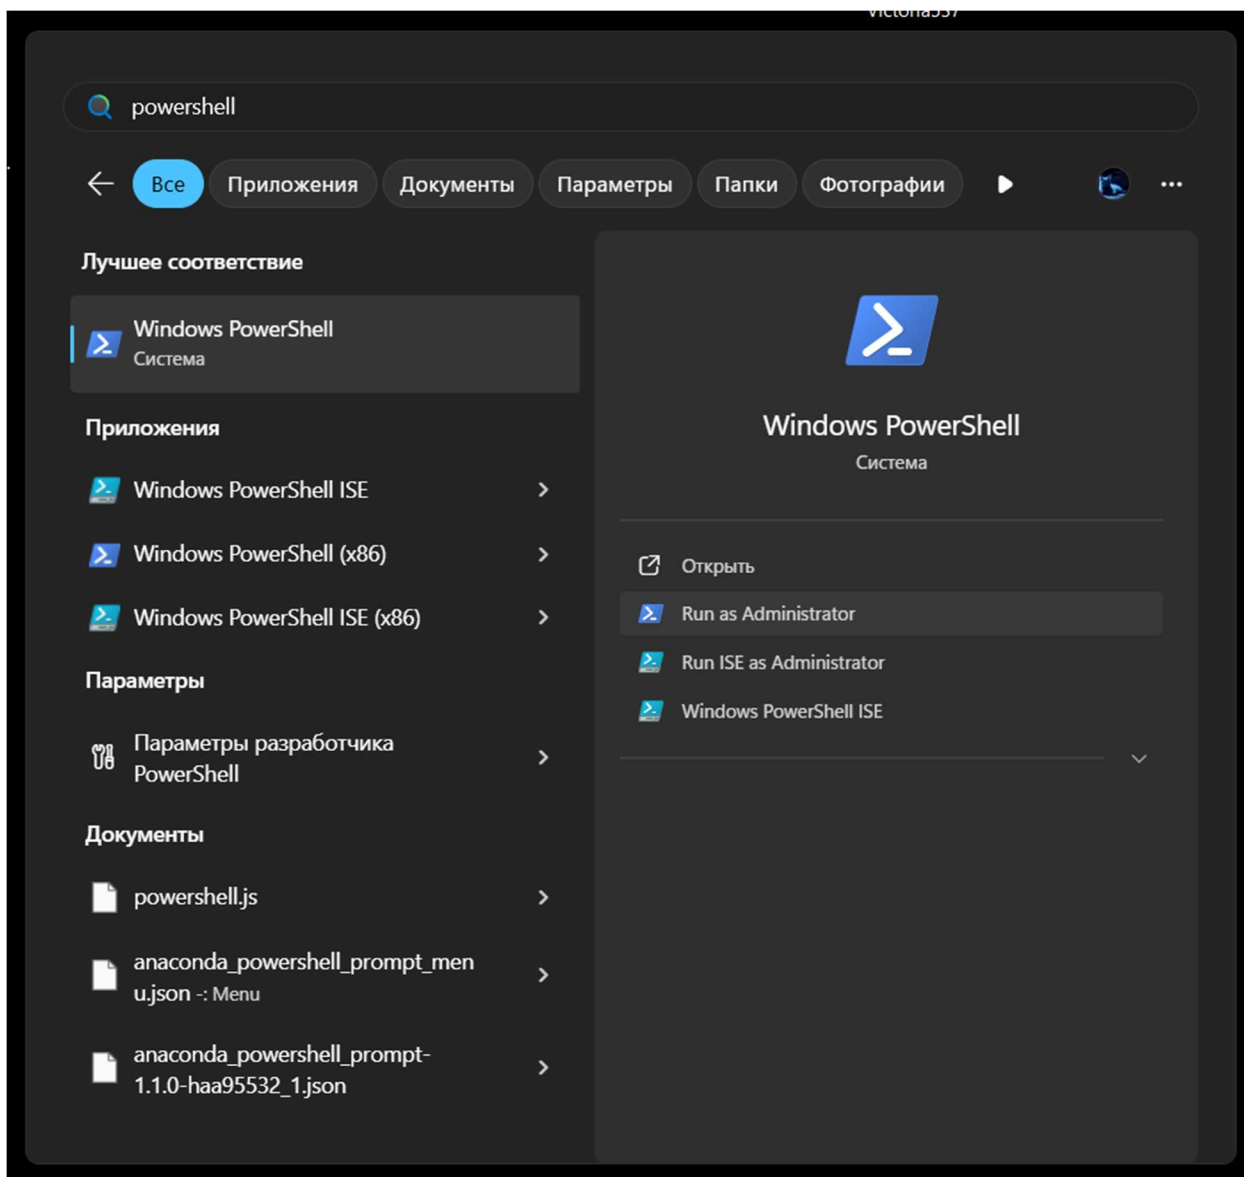 powershell
Все
Приложения
Документы
Параметры
Папки
Фотографии
Лучшее соответствие
Windows PowerShell
Система
Приложения
Windows PowerShell ISE
Windows PowerShell (x86)
Windows PowerShell ISE (x86)
Параметры
Параметры разработчика
PowerShell
Документы
powershell.js
anaconda_powershell_prompt_men
u.json -: Menu
anaconda_powershell_prompt-
1.1.0-haa95532_1.json
Windows PowerShell
Система
Открыть
Run as Administrator
Run ISE as Administrator
Windows PowerShell ISE